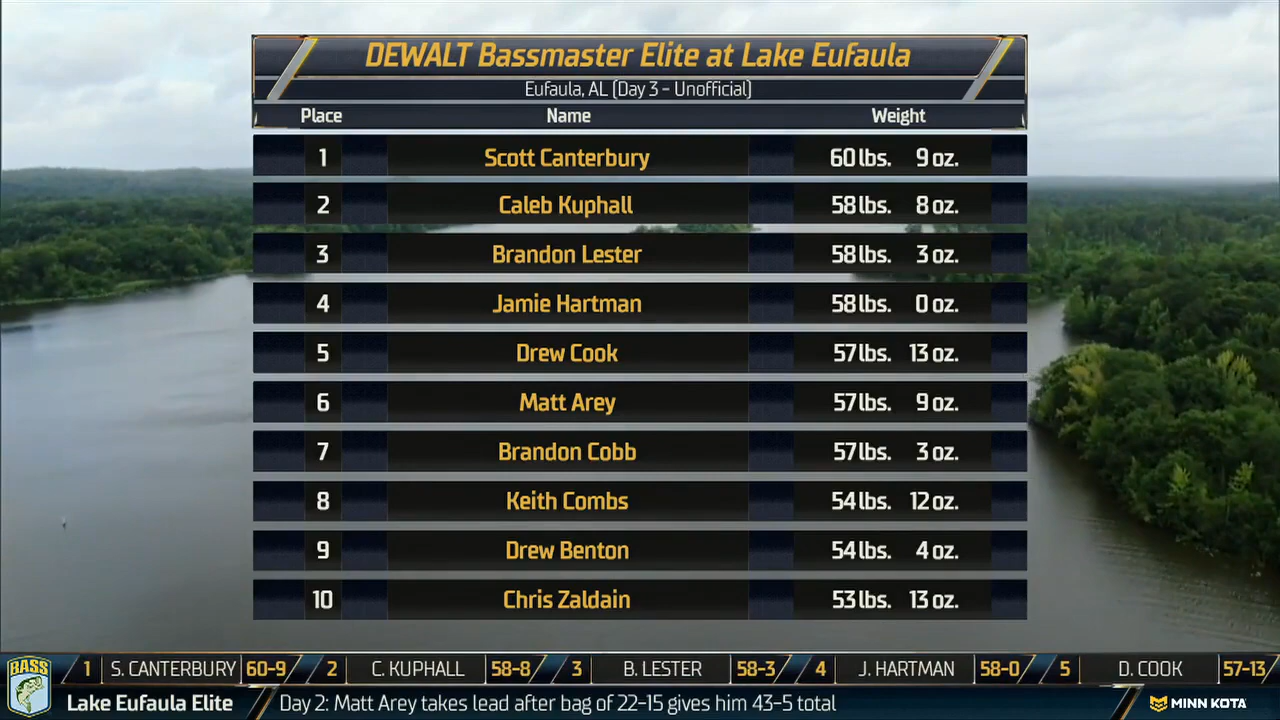 DEWALT Bassmaster Elite at Lake Eufaula
Eufaula, AL (Day 3 - Unofficial)
Place Name Weight
1 Scott Canterbury 60 lbs. 9 oz.
2 Caleb Kuphall 58 lbs. 8 oz.
3 Brandon Lester 58 lbs. 3 oz.
4 Jamie Hartman 58 lbs. 0 oz.
5 Drew Cook 57 lbs. 13 oz.
6 Matt Arey 57 lbs. 9 oz.
7 Brandon Cobb 57 lbs. 3 oz.
8 Keith Combs 54 lbs. 12 oz.
9 Drew Benton 54 lbs. 4 oz.
10 Chris Zaldain 53 lbs. 13 oz.
BASS 1 S. CANTERBURY 60-9 2 C. KUPHALL 58-8 3 B. LESTER 58-3 4 J. HARTMAN 58-0 5 D. COOK 57-13
Lake Eufaula Elite Day 2: Matt Arey takes lead after bag of 22-15 gives him 43-5 total MINN KOTA